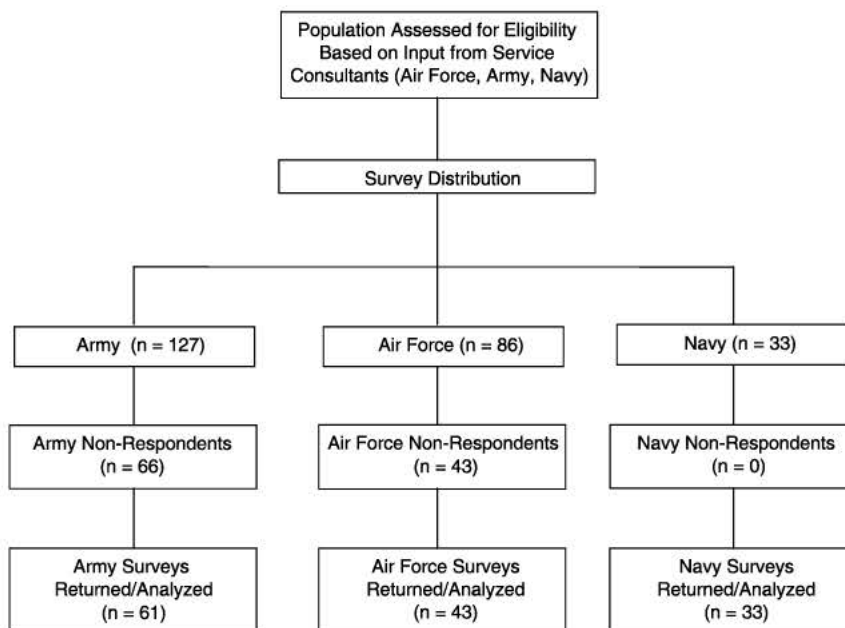 Population Assessed for Eligibility
Based on Input from Service
Consultants (Air Force, Army, Navy)
Survey Distribution
Army (n = 127)
Air Force (n = 86)
Navy (n = 33)
Army Non-Respondents
(n = 66)
Air Force Non-Respondents
(n = 43)
Navy Non-Respondents
(n = 0)
Army Surveys
Returned/Analyzed
(n = 61)
Air Force Surveys
Returned/Analyzed
(n = 43)
Navy Surveys
Returned/Analyzed
(n = 33)